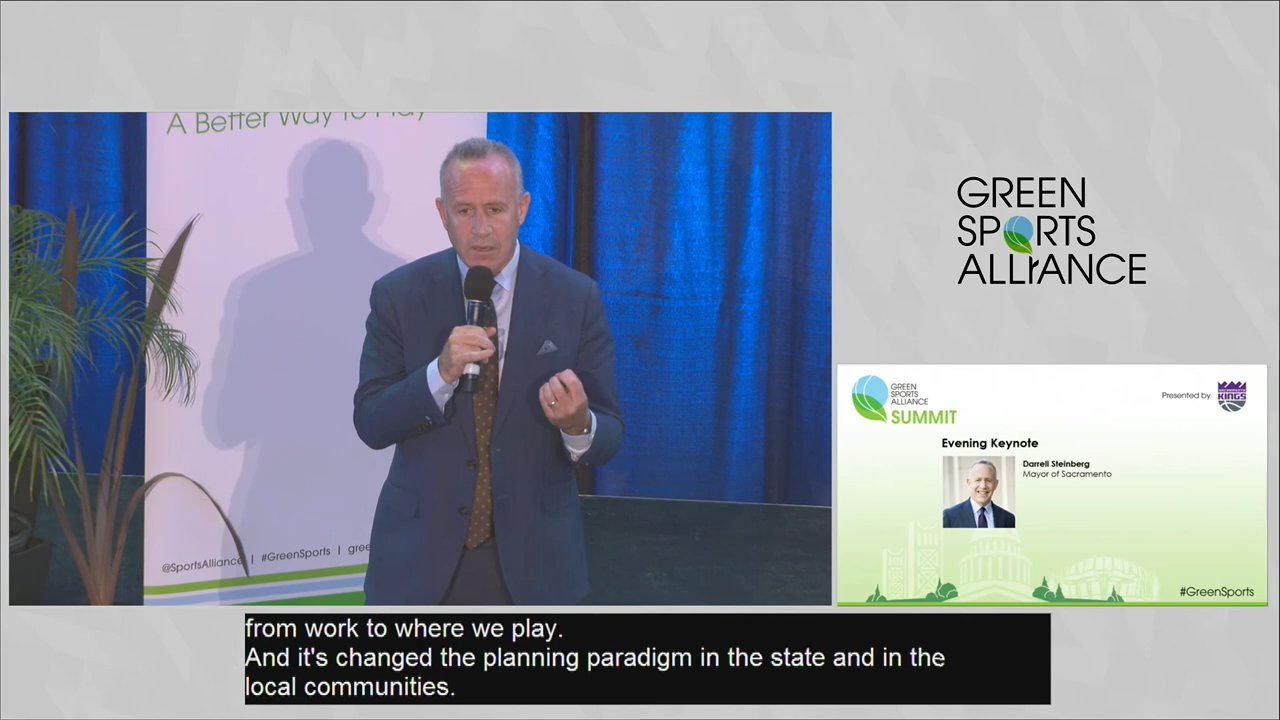 A Better Way to Play
@SportsAlliance | #GreenSports | gree
GREEN
SPORTS
ALLIANCE
GREEN
SPORTS
ALLIANCE
SUMMIT
Presented by
SACRAMENTO
KINGS
Evening Keynote
Darrell Steinberg
Mayor of Sacramento
#GreenSports
from work to where we play.
And it's changed the planning paradigm in the state and in the
local communities.